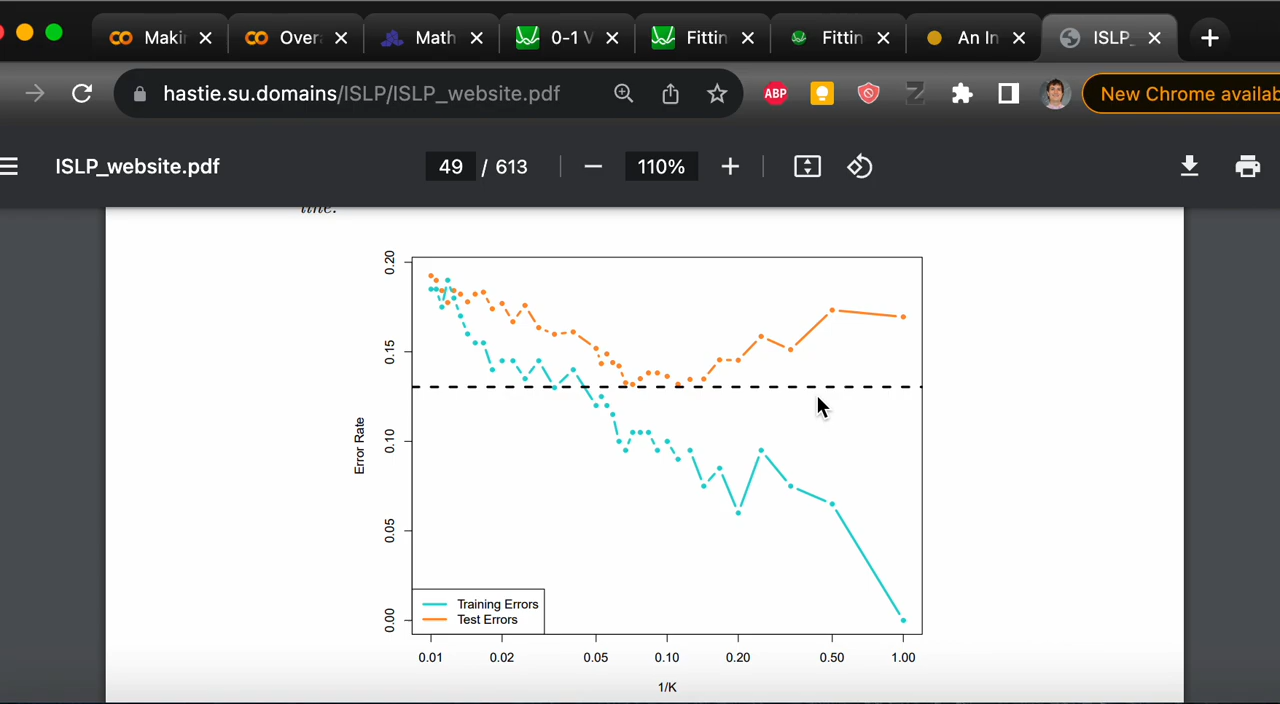 Maki Over Math 0-1 V Fittin Fittin An In ISLP_
hastie.su.domains/ISLP/ISLP_website.pdf ABP New Chrome availab
ISLP_website.pdf 49 / 613 110%
line.
0.20
0.15
0.10
0.05
0.00
Error Rate
Training Errors
Test Errors
0.01 0.02 0.05 0.10 0.20 0.50 1.00
1/K